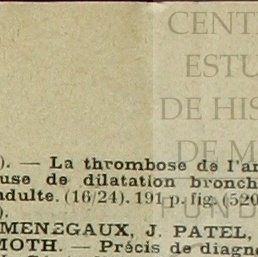 CENT
ESTU
DE HIS
DE M
FUND
). — La thrombose de l'ar
use de dilatation bronch
adulte. (16/24). 191 p. fig. (520
).
MENEGAUX, J. PATEL,
MOTH. — Précis de diagn